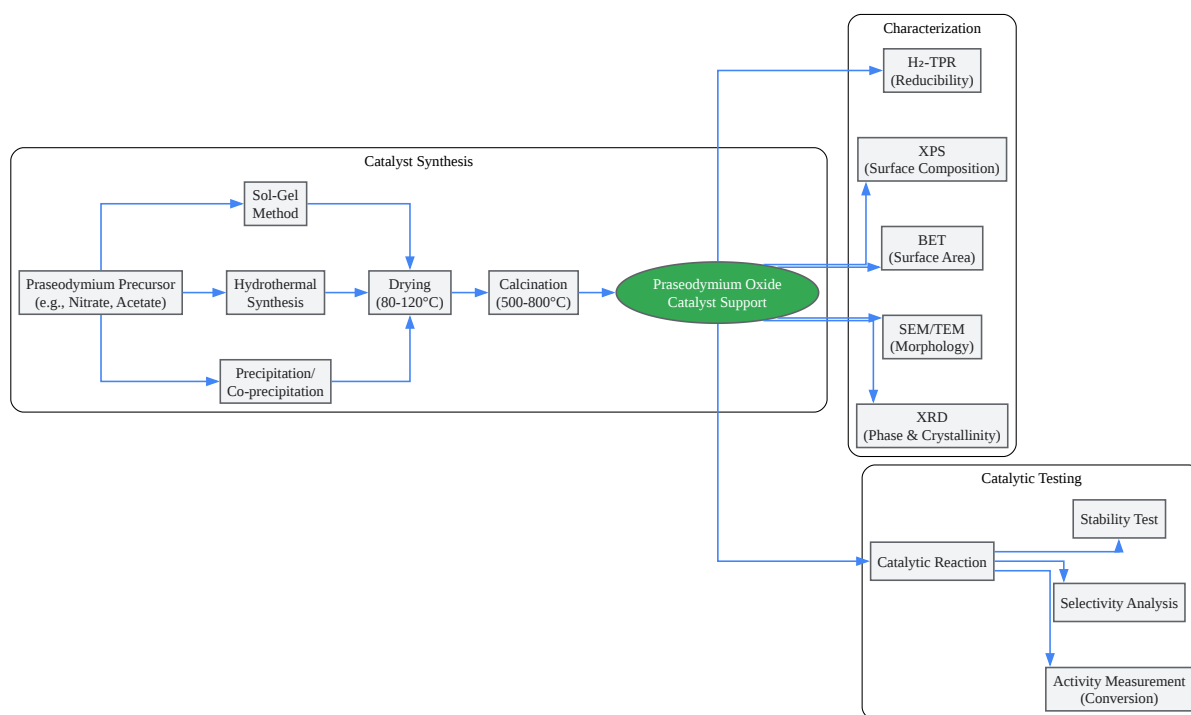 Characterization
H₂-TPR
(Reducibility)
XPS
(Surface Composition)
BET
(Surface Area)
SEM/TEM
(Morphology)
XRD
(Phase & Crystallinity)
Catalyst Synthesis
Sol-Gel
Method
Praseodymium Precursor
(e.g., Nitrate, Acetate)
Hydrothermal
Synthesis
Precipitation/
Co-precipitation
Drying
(80-120°C)
Calcination
(500-800°C)
Praseodymium Oxide
Catalyst Support
Catalytic Testing
Catalytic Reaction
Stability Test
Selectivity Analysis
Activity Measurement
(Conversion)